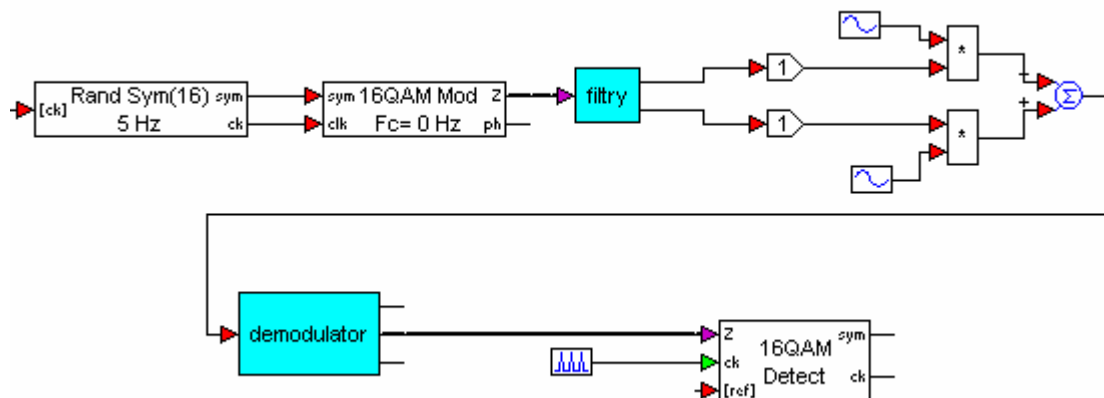 [ck] Rand Sym(16) sym
5 Hz ck
sym 16QAM Mod Z
clk Fc= 0 Hz ph
filtry
1
1
*
*
+
+
Σ
demodulator
Z 16QAM sym
ck Detect ck
[ref]